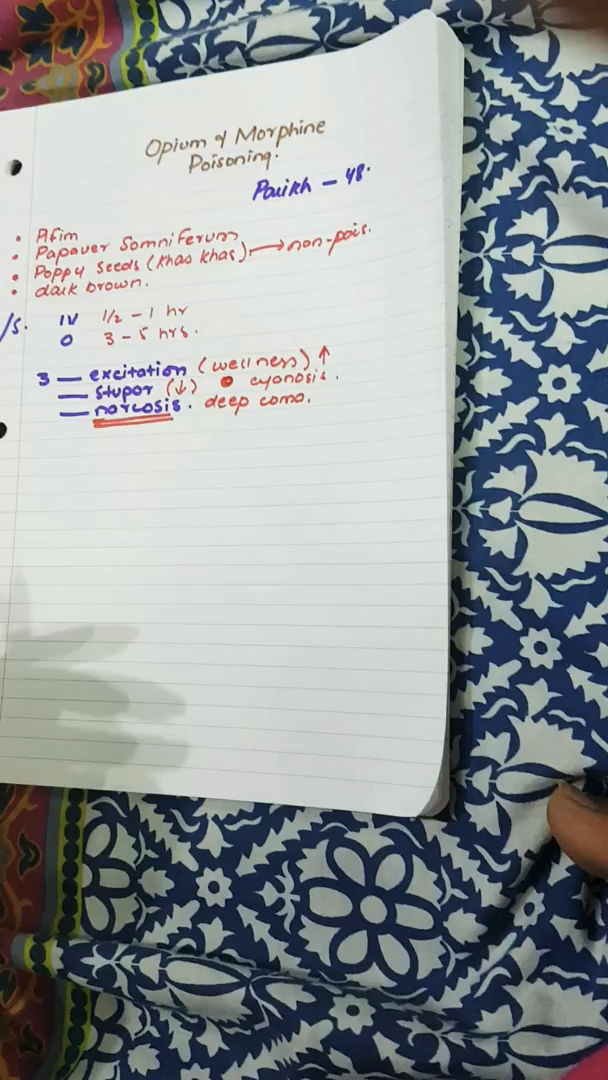 Opium & Morphine
Poisoning.
Parikh - 48.
• Afim
• Papaver Somniferum
• Poppy Seeds (Khas Khas) → non-pois.
• dark brown.
/S. IV 1/2 - 1 hr
O 3 - 5 hrs.
3 — excitation (wellness) ↑
— Stupor (↓) • cyanosis.
— narcosis. deep coma.